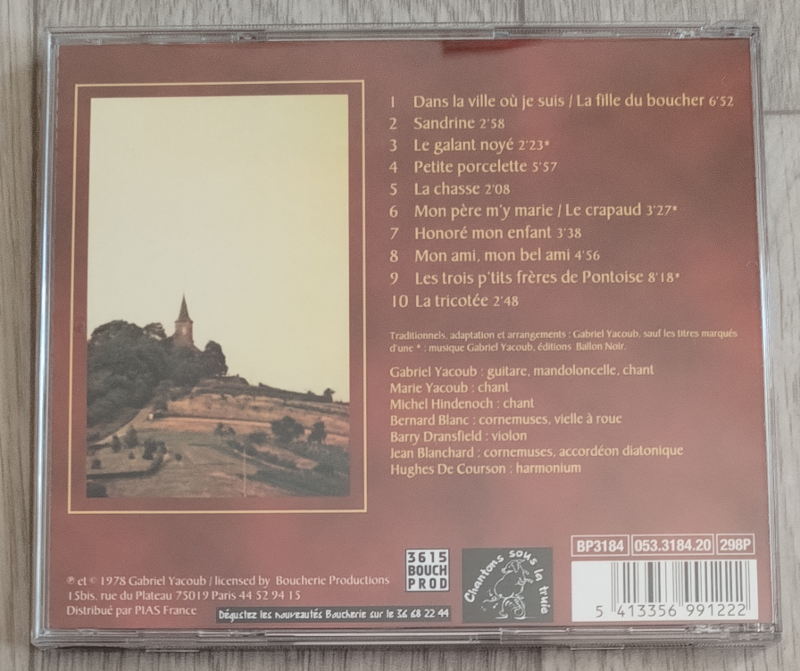 1 Dans la ville où je suis / La fille du boucher 6'52
2 Sandrine 2'58
3 Le galant noyé 2'23*
4 Petite porcelette 5'57
5 La chasse 2'08
6 Mon père m'y marie / Le crapaud 3'27*
7 Honoré mon enfant 3'38
8 Mon ami, mon bel ami 4'56
9 Les trois p'tits frères de Pontoise 8'18*
10 La tricotée 2'48
Traditionnels, adaptation et arrangements : Gabriel Yacoub, sauf les titres marqués
d'une * : musique Gabriel Yacoub, éditions Ballon Noir.
Gabriel Yacoub : guitare, mandoloncelle, chant
Marie Yacoub : chant
Michel Hindenoch : chant
Bernard Blanc : cornemuses, vielle à roue
Barry Dransfield : violon
Jean Blanchard : cornemuses, accordéon diatonique
Hughes De Courson : harmonium
℗ et © 1978 Gabriel Yacoub / licensed by Boucherie Productions
15bis, rue du Plateau 75019 Paris 44 52 94 15
Distribué par PIAS France
Dégustez les nouveautés Boucherie sur le 36 68 22 44
3615
BOUCH
PROD
Chantons sous la truie
BP3184 053.3184.20 298P
5 413356 991222